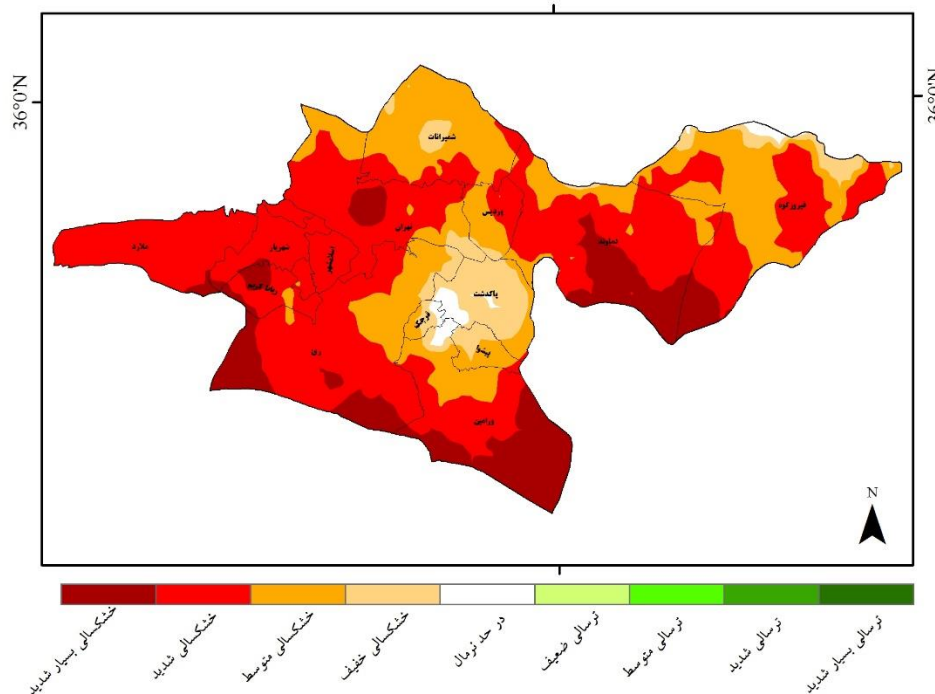 36°0'N
36°0'N
شمیرانات
فیروزکوه
پردیس
تهران
دماوند
ملارد
شهریار
بهارستان
رباط کریم
پاکدشت
قرچک
پیشوا
ری
ورامین
N
خشکسالی بسیار شدید
خشکسالی شدید
خشکسالی متوسط
خشکسالی خفیف
در حد نرمال
ترسالی ضعیف
ترسالی متوسط
ترسالی شدید
ترسالی بسیار شدید